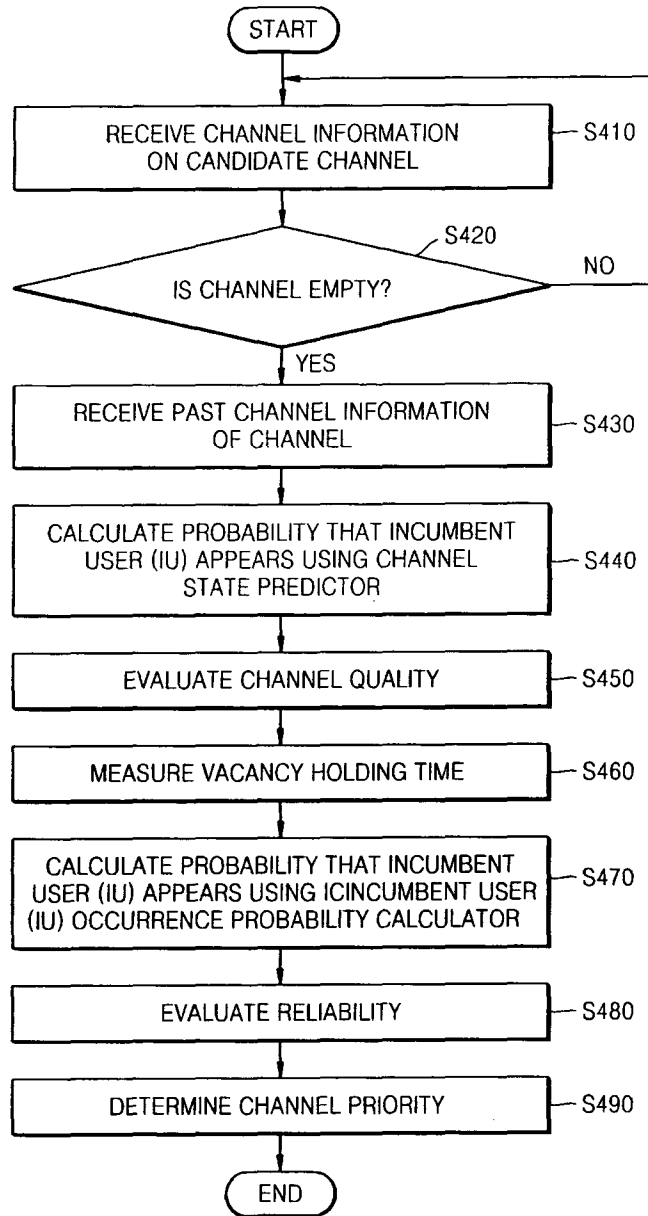 START
RECEIVE CHANNEL INFORMATION
ON CANDIDATE CHANNEL
S410
S420
IS CHANNEL EMPTY?
NO
YES
RECEIVE PAST CHANNEL INFORMATION
OF CHANNEL
S430
CALCULATE PROBABILITY THAT INCUMBENT
USER (IU) APPEARS USING CHANNEL
STATE PREDICTOR
S440
EVALUATE CHANNEL QUALITY
S450
MEASURE VACANCY HOLDING TIME
S460
CALCULATE PROBABILITY THAT INCUMBENT
USER (IU) APPEARS USING ICINCUMBENT USER
(IU) OCCURRENCE PROBABILITY CALCULATOR
S470
EVALUATE RELIABILITY
S480
DETERMINE CHANNEL PRIORITY
S490
END